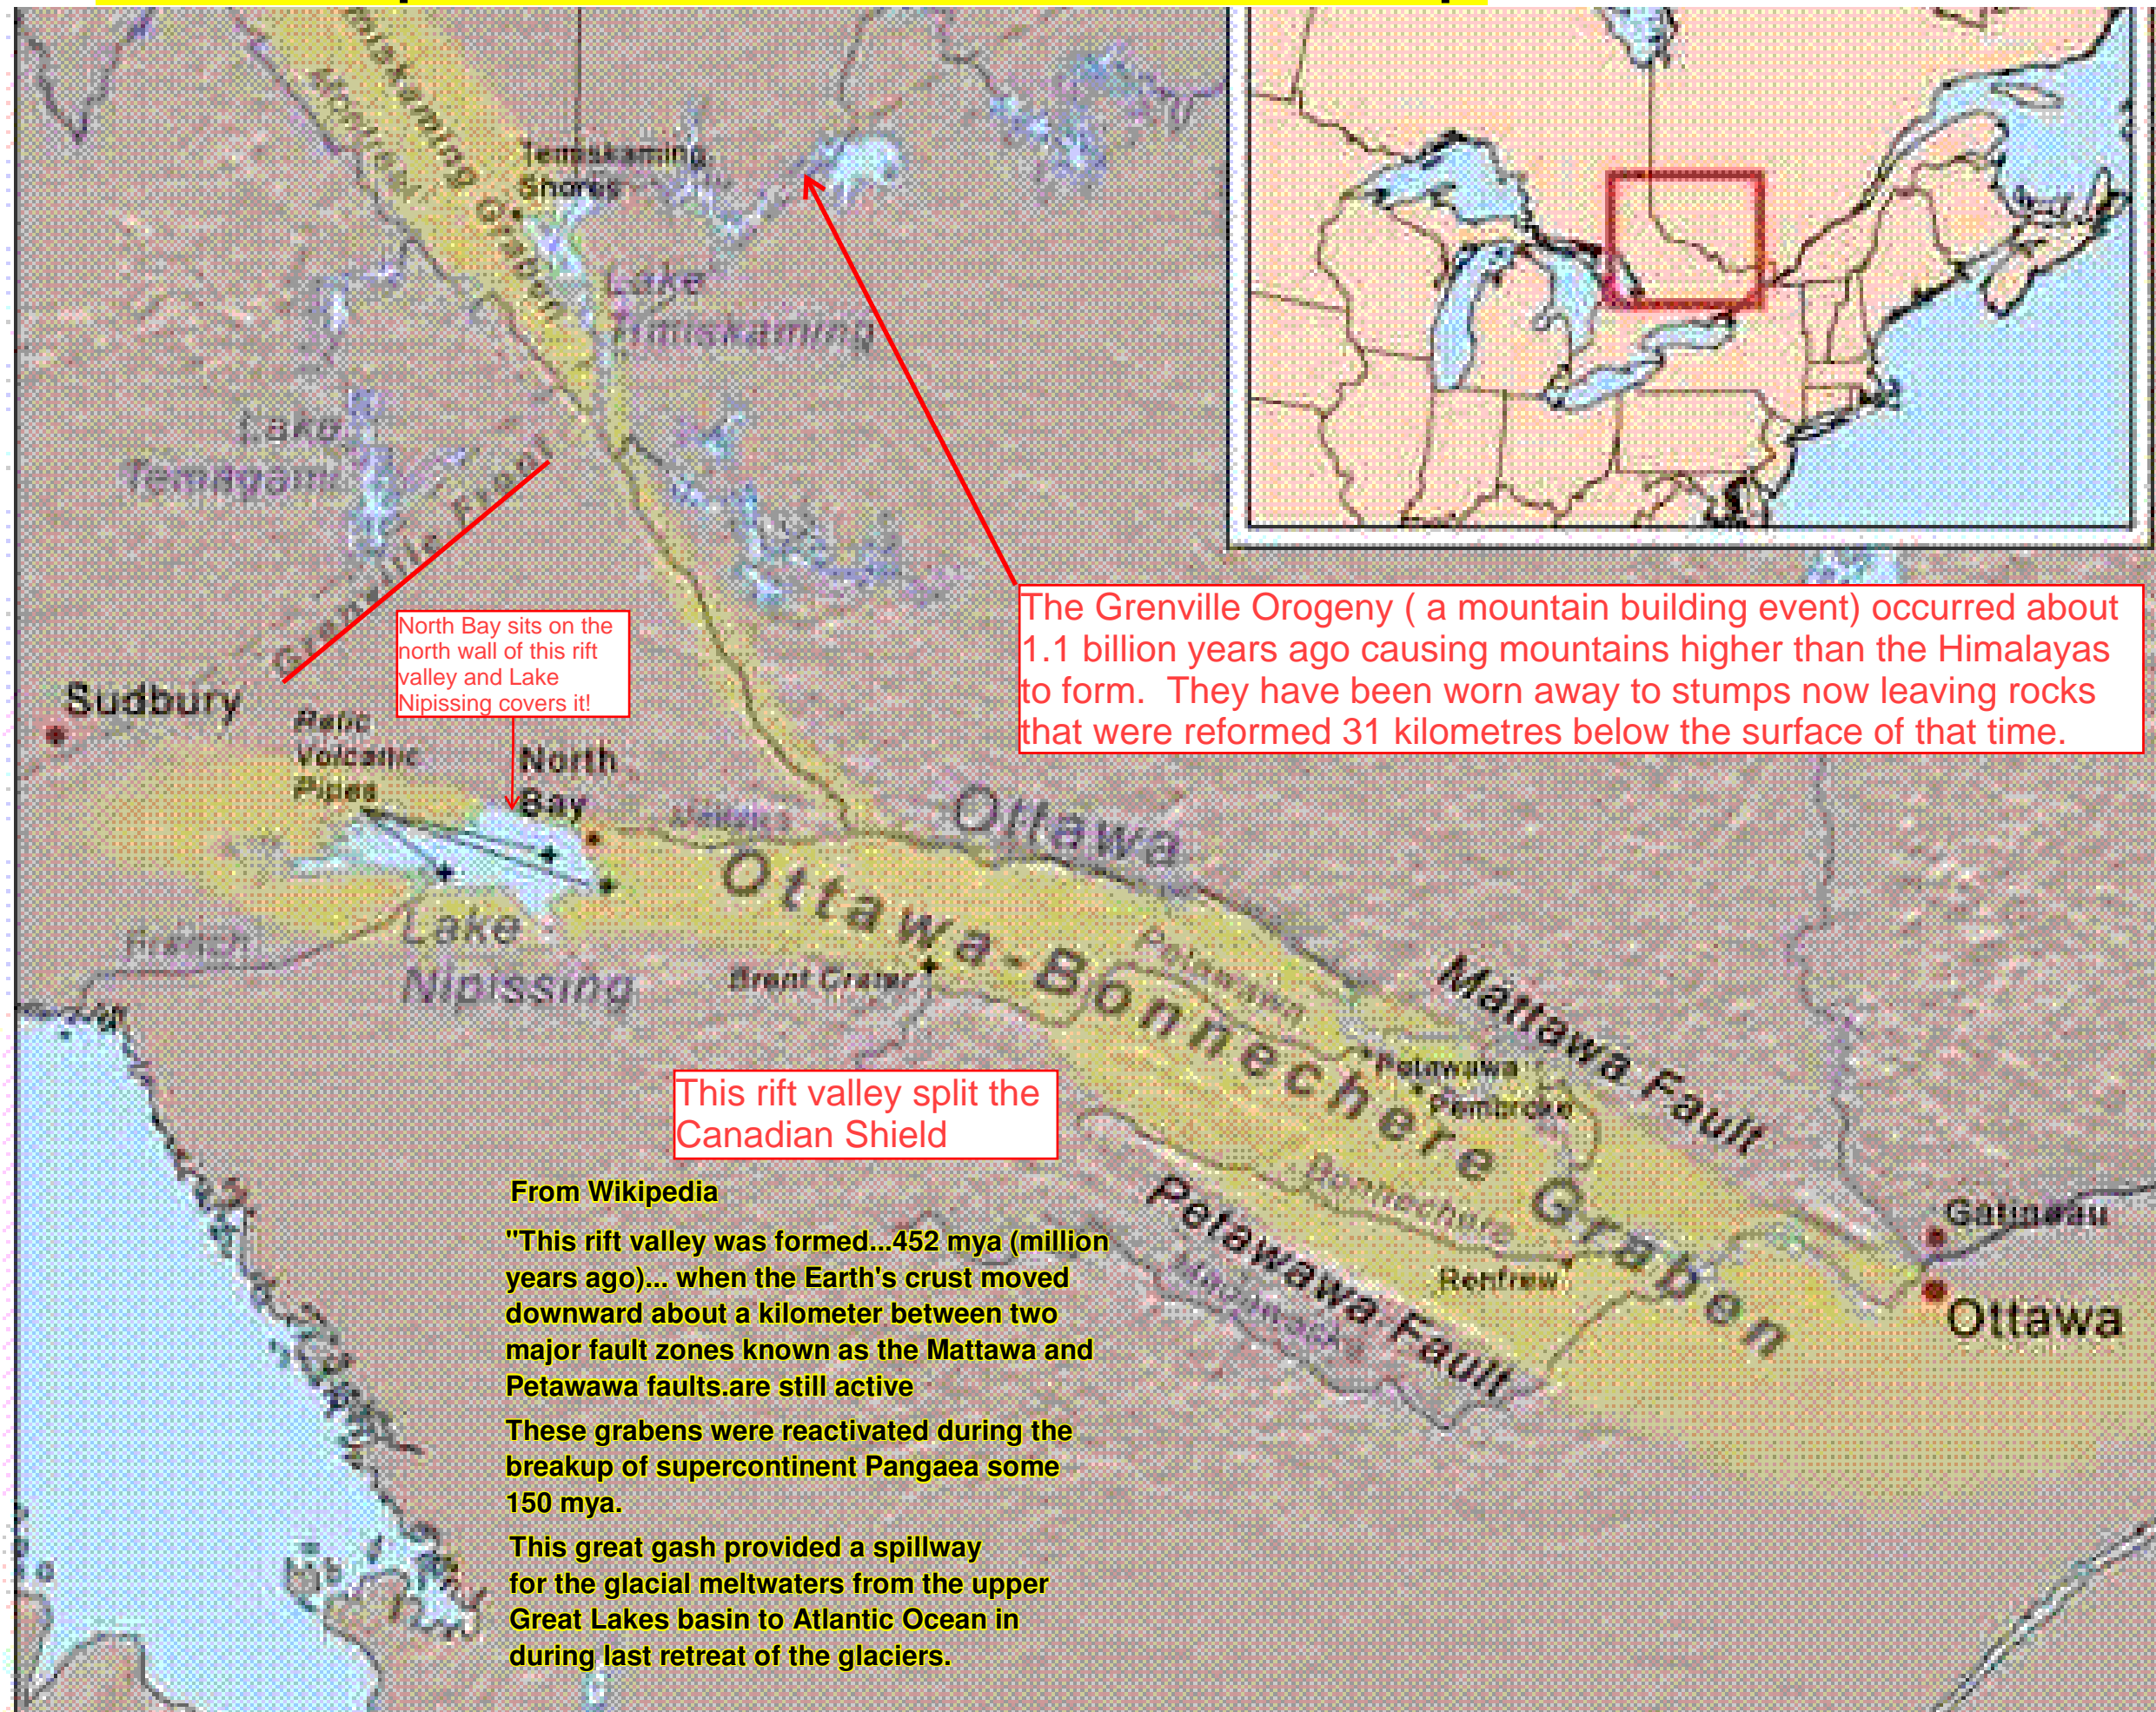 Montreal
miskaming Graben
Temiskaming
Shores
Lake
Timiskaming
Lake
Temagami
Grenville Front
North Bay sits on the
north wall of this rift
valley and Lake
Nipissing covers it!
The Grenville Orogeny ( a mountain building event) occurred about
1.1 billion years ago causing mountains higher than the Himalayas
to form. They have been worn away to stumps now leaving rocks
that were reformed 31 kilometres below the surface of that time.
Sudbury
Relic
Volcanic
Pipes
North
Bay
Mattawa
Ottawa
Ottawa-Bonnechere Graben
French
Lake
Nipissing
Brent Crater
Petawawa
Mattawa Fault
Petawawa
Pembroke
This rift valley split the
Canadian Shield
Bonnechere
Petawawa Fault
Madawaska
Renfrew
Gatineau
Ottawa
From Wikipedia
"This rift valley was formed...452 mya (million
years ago)... when the Earth's crust moved
downward about a kilometer between two
major fault zones known as the Mattawa and
Petawawa faults.are still active
These grabens were reactivated during the
breakup of supercontinent Pangaea some
150 mya.
This great gash provided a spillway
for the glacial meltwaters from the upper
Great Lakes basin to Atlantic Ocean in
during last retreat of the glaciers.